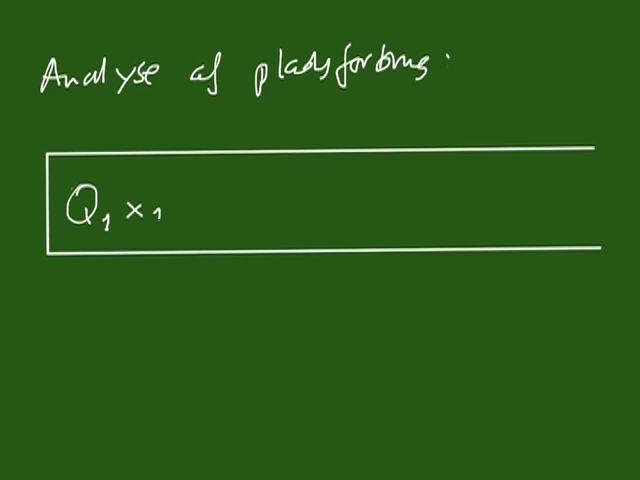 Analyse af pladsforbrug.
Q₁ x₁